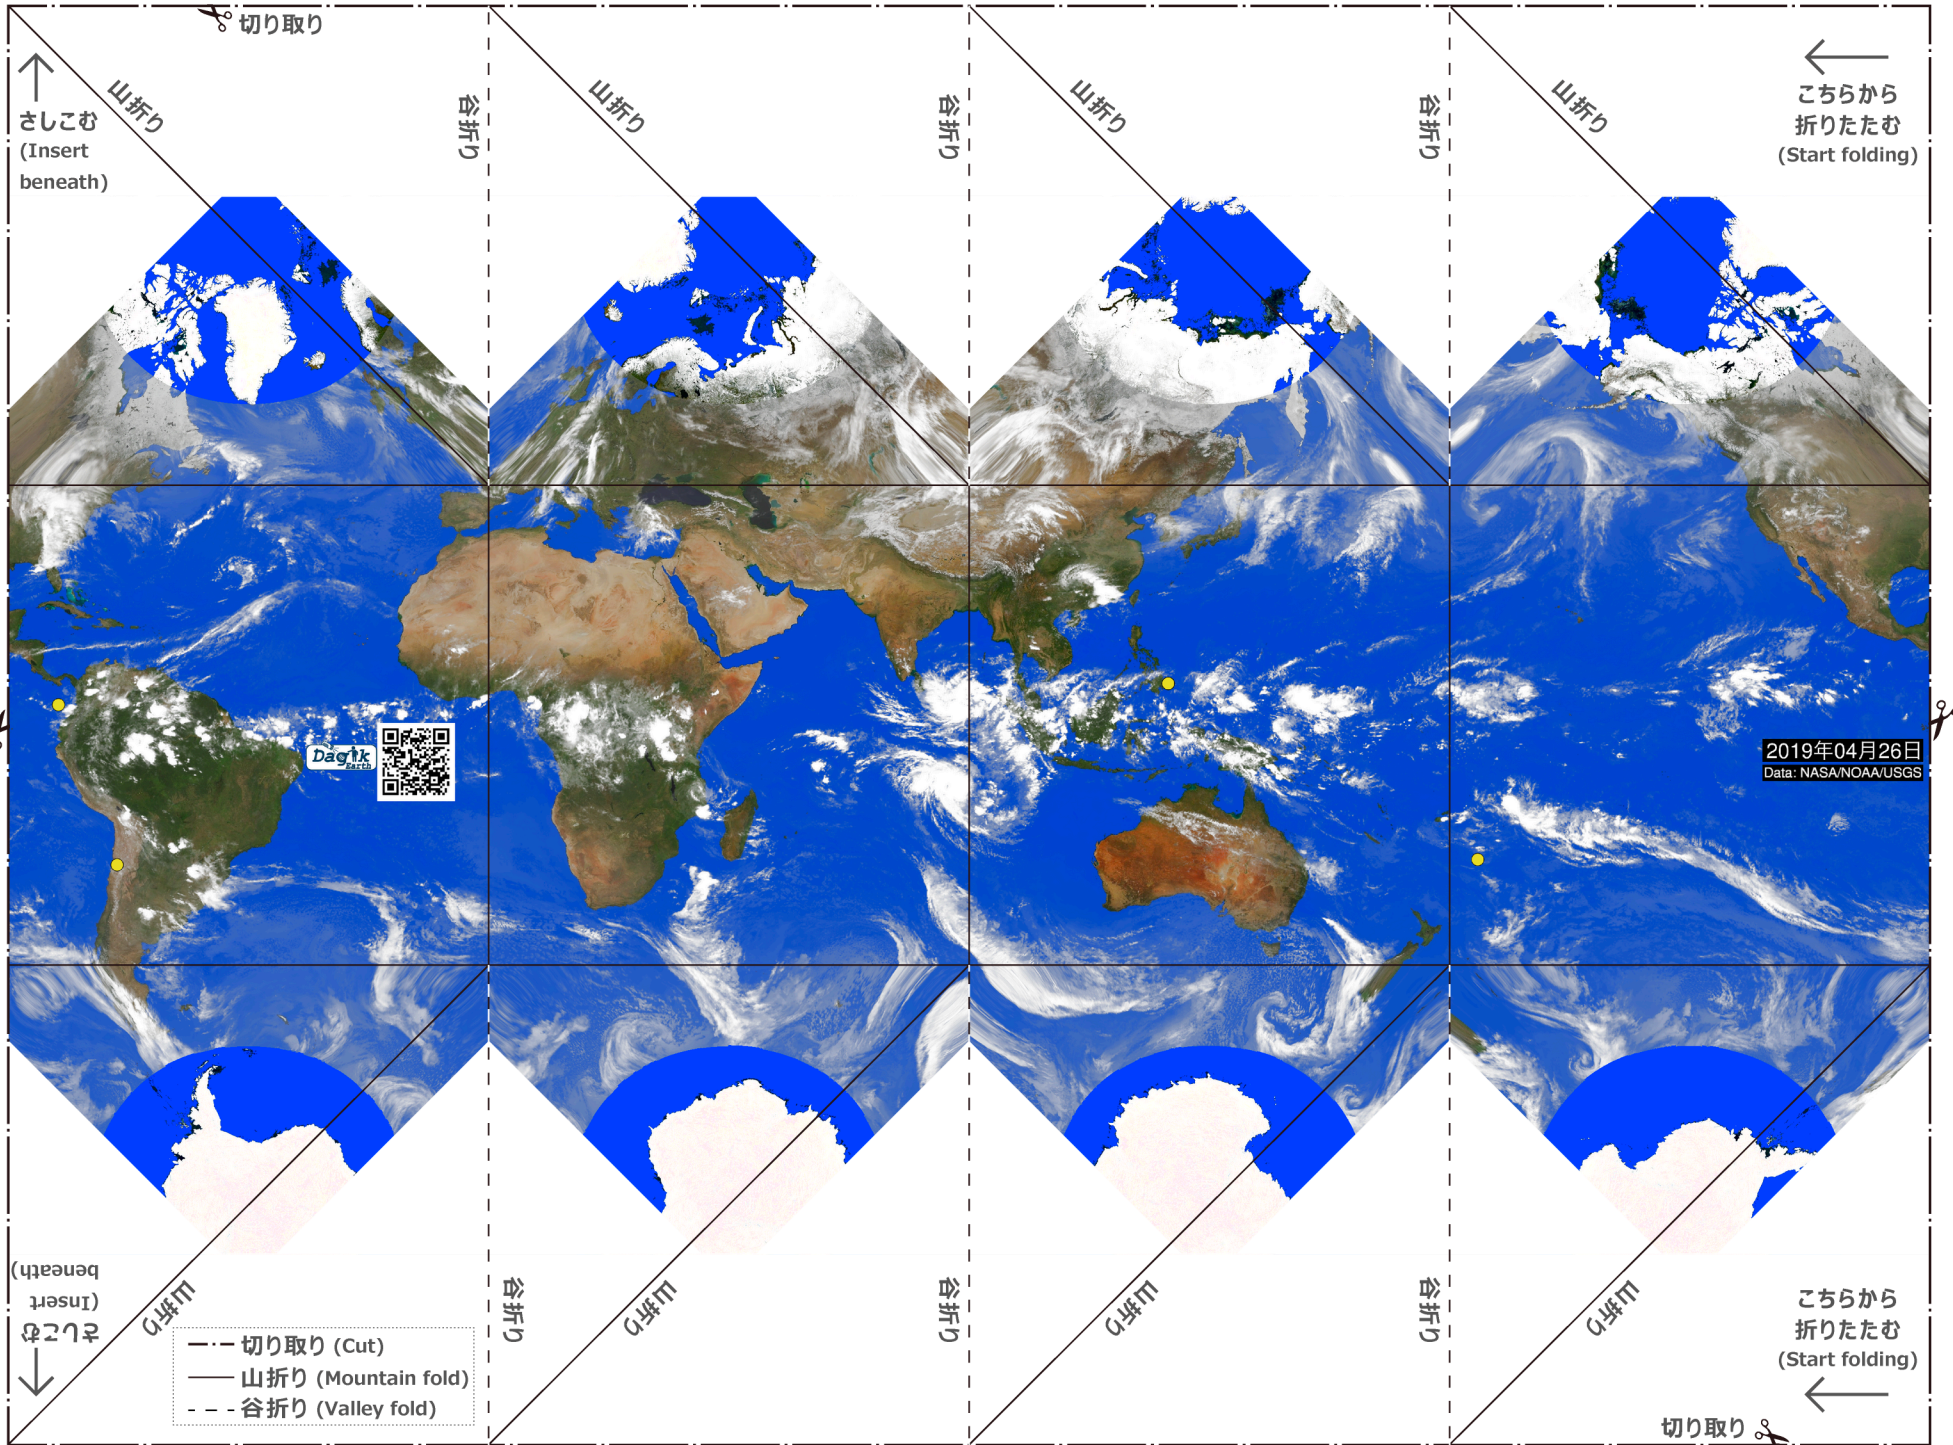 切り取り
さしこむ
(Insert
beneath)
山折り
谷折り
山折り
谷折り
山折り
谷折り
山折り
こちらから
折りたたむ
(Start folding)
Dagik
Earth
2019年04月26日
Data: NASA/NOAA/USGS
さしこむ
(Insert
beneath)
山折り
谷折り
山折り
谷折り
山折り
谷折り
山折り
こちらから
折りたたむ
(Start folding)
切り取り (Cut)
山折り (Mountain fold)
谷折り (Valley fold)
切り取り